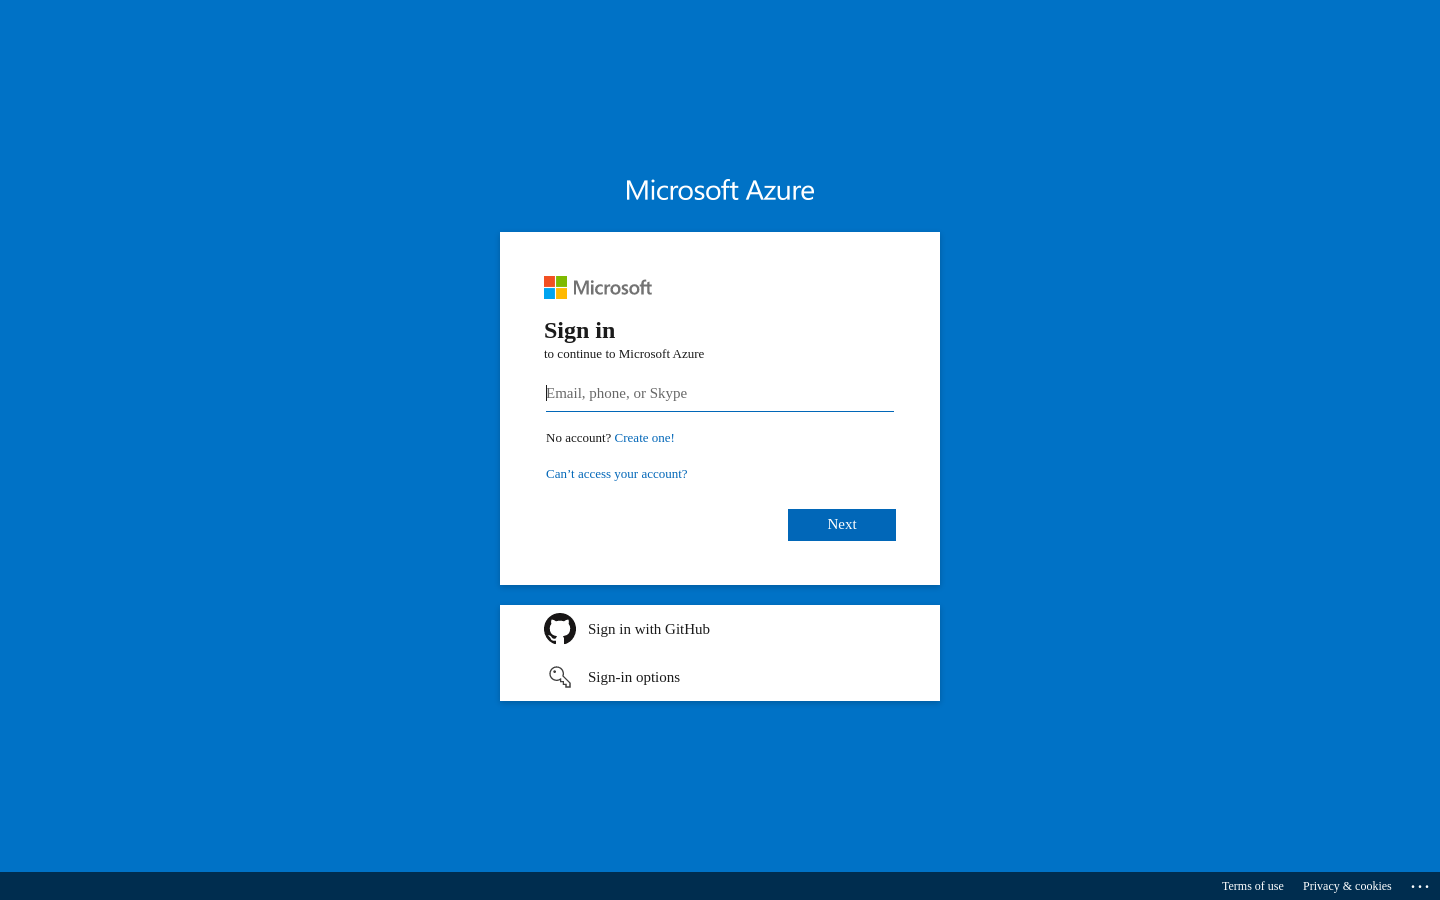 Microsoft Azure
Microsoft
Sign in
to continue to Microsoft Azure
Email, phone, or Skype
No account? Create one!
Can’t access your account?
Next
Sign in with GitHub
Sign-in options
Terms of use Privacy & cookies ...